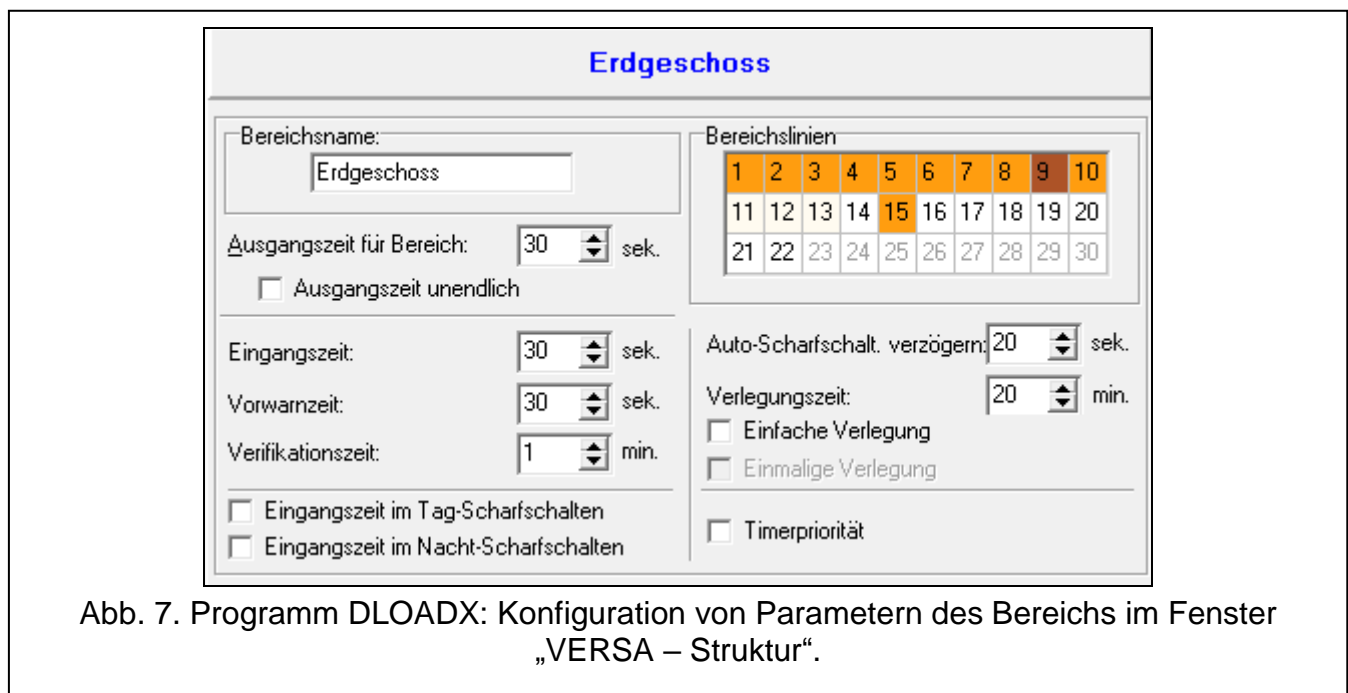 Erdgeschoss
Bereichsname:
Erdgeschoss
Ausgangszeit für Bereich: 30 sek.
Ausgangszeit unendlich
Eingangszeit: 30 sek.
Vorwarnzeit: 30 sek.
Verifikationszeit: 1 min.
Eingangszeit im Tag-Scharfschalten
Eingangszeit im Nacht-Scharfschalten
Bereichslinien
1 2 3 4 5 6 7 8 9 10
11 12 13 14 15 16 17 18 19 20
21 22 23 24 25 26 27 28 29 30
Auto-Scharfschalt. verzögern: 20 sek.
Verlegungszeit: 20 min.
Einfache Verlegung
Einmalige Verlegung
Timerpriorität
Abb. 7. Programm DLOADX: Konfiguration von Parametern des Bereichs im Fenster
„VERSA – Struktur“.